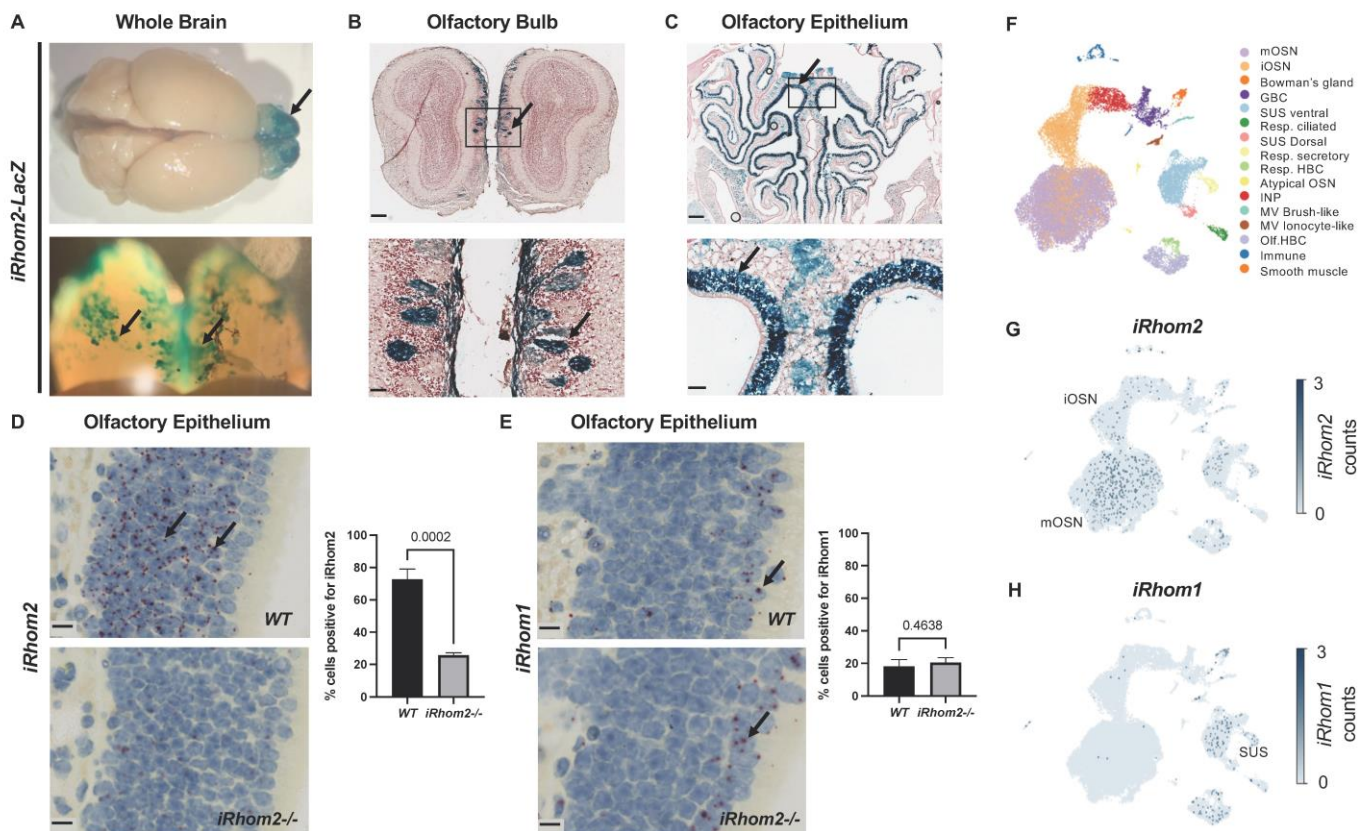 A Whole Brain
B Olfactory Bulb
C Olfactory Epithelium
iRhom2-LacZ
F
mOSN
iOSN
Bowman's gland
GBC
SUS ventral
Resp. ciliated
SUS Dorsal
Resp. secretory
Resp. HBC
Atypical OSN
INP
MV Brush-like
MV Ionocyte-like
Olf.HBC
Immune
Smooth muscle
D Olfactory Epithelium
iRhom2
WT
iRhom2-/-
% cells positive for iRhom2
100
80
60
40
20
0
0.0002
WT iRhom2-/-
E Olfactory Epithelium
iRhom1
WT
iRhom2-/-
% cells positive for iRhom1
100
80
60
40
20
0
0.4638
WT iRhom2-/-
G iRhom2
iOSN
mOSN
3
0
iRhom2
counts
H iRhom1
SUS
3
0
iRhom1
counts